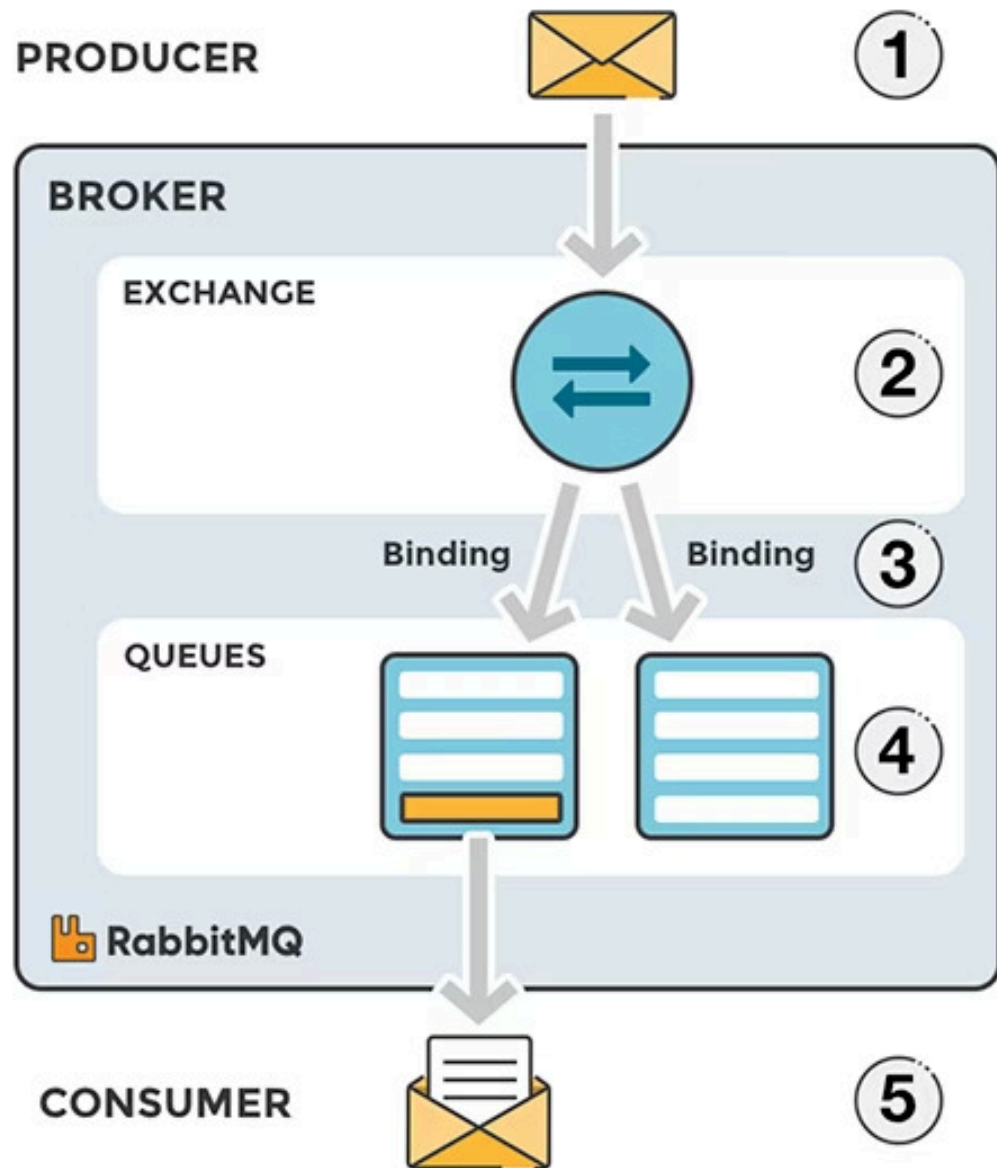 PRODUCER 1
BROKER
EXCHANGE
2
Binding Binding 3
QUEUES
4
RabbitMQ
CONSUMER 5